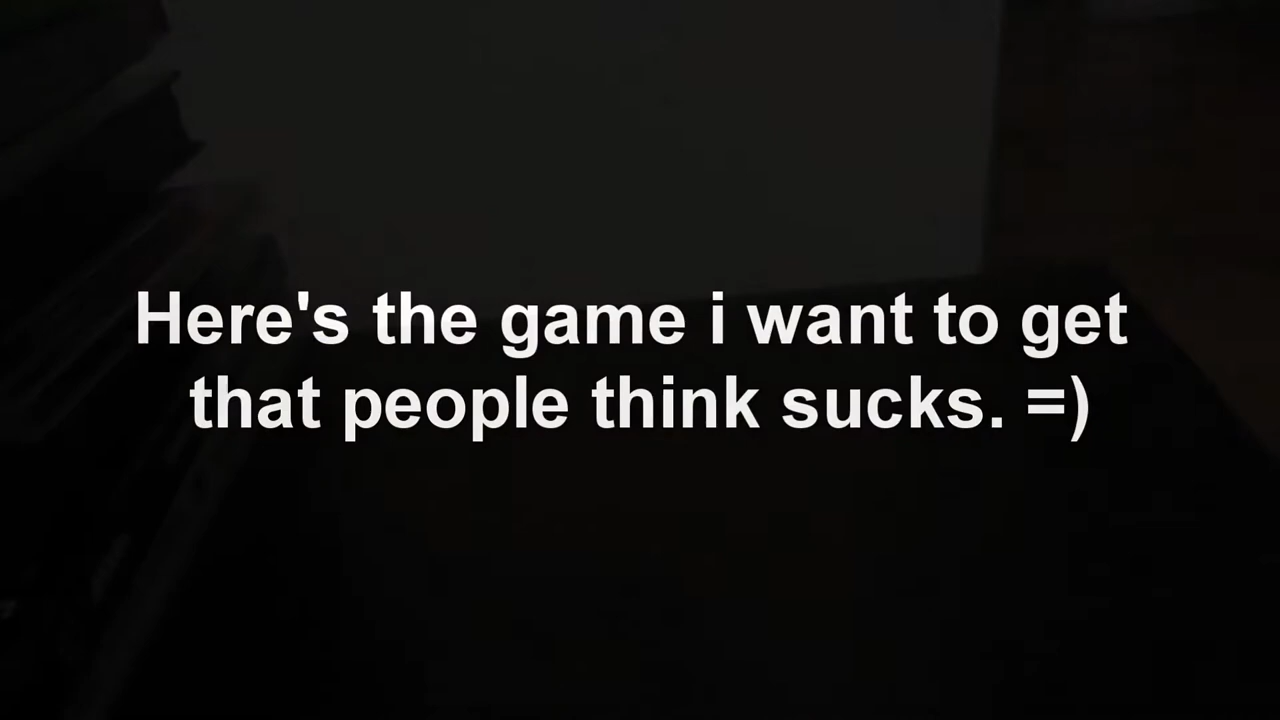 Here's the game i want to get
that people think sucks. =)